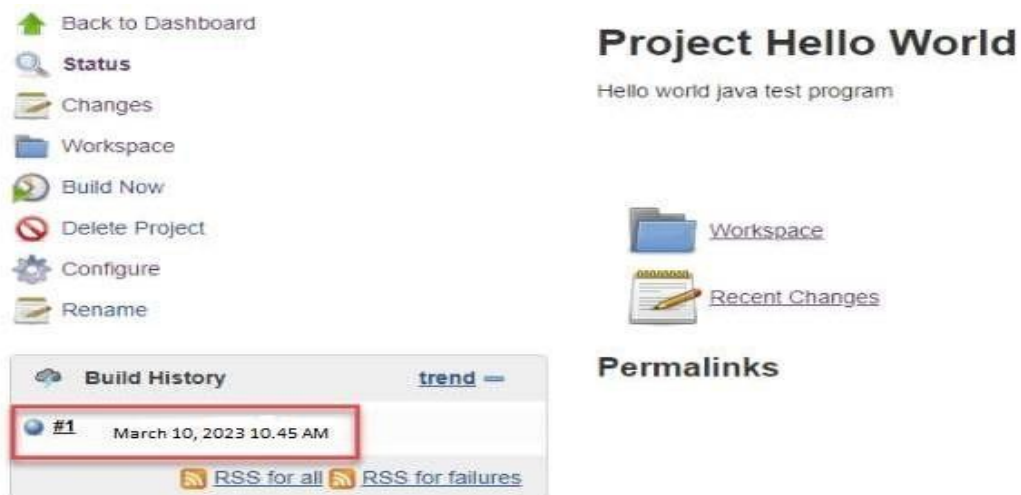 Back to Dashboard
Status
Changes
Workspace
Build Now
Delete Project
Configure
Rename
Build History trend
#1 March 10, 2023 10.45 AM
RSS for all RSS for failures
Project Hello World
Hello world java test program
Workspace
Recent Changes
Permalinks